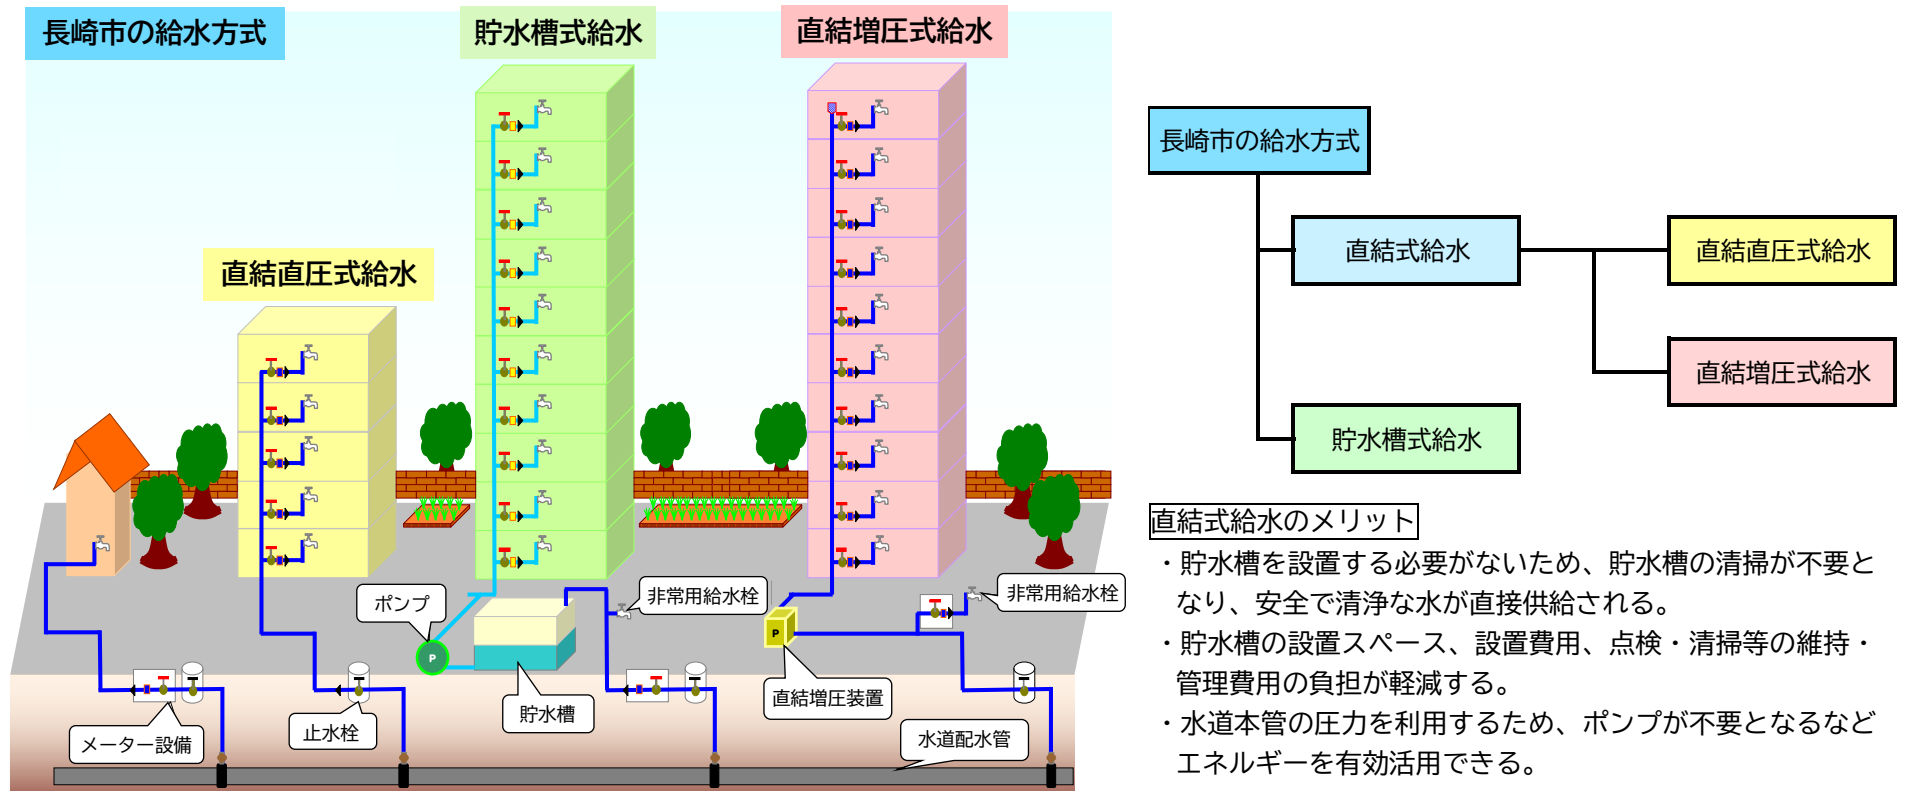 長崎市の給水方式
貯水槽式給水
直結増圧式給水
直結直圧式給水
ポンプ
P
非常用給水栓
P
非常用給水栓
メーター設備
止水栓
貯水槽
直結増圧装置
水道配水管
長崎市の給水方式
直結式給水
直結直圧式給水
直結増圧式給水
貯水槽式給水
直結式給水のメリット
・貯水槽を設置する必要がないため、貯水槽の清掃が不要と
なり、安全で清浄な水が直接供給される。
・貯水槽の設置スペース、設置費用、点検・清掃等の維持・
管理費用の負担が軽減する。
・水道本管の圧力を利用するため、ポンプが不要となるなど
エネルギーを有効活用できる。